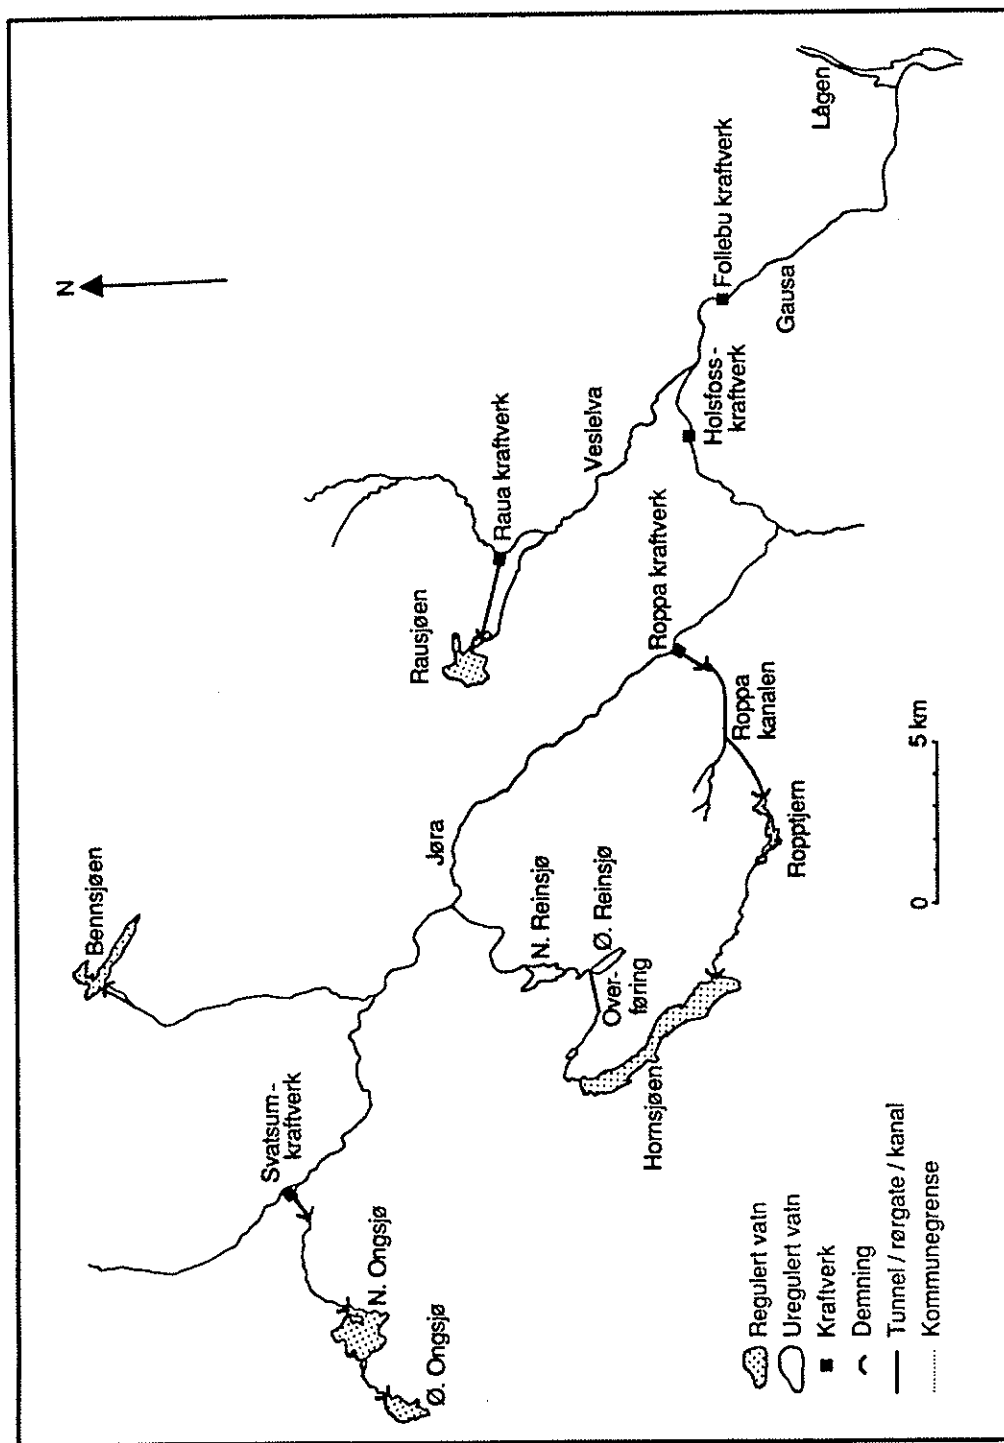 N
Bennsjøen
Lågen
Jøra
Rausjøen
Raua kraftverk
Veslelva
Follebu kraftverk
Gausa
Holsfoss-
kraftverk
Svatsum-
kraftverk
N. Reinsjø
Ø. Reinsjø
Over-
føring
Roppa kraftverk
Roppa
kanalen
N. Ongsjø
Ø. Ongsjø
Hornsjøen
Ropptjern
0
5 km
Regulert vatn
Uregulert vatn
Kraftverk
Demning
Tunnel / rørgate / kanal
Kommunegrense